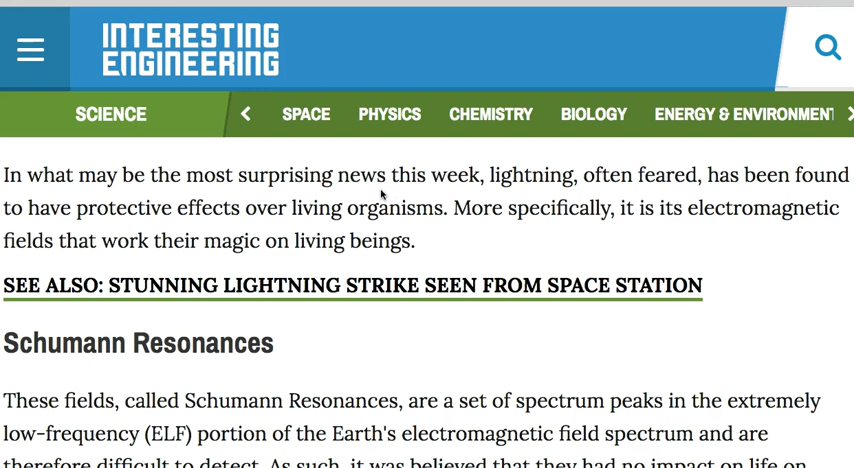 INTERESTING
ENGINEERING
SCIENCE SPACE PHYSICS CHEMISTRY BIOLOGY ENERGY & ENVIRONMENT
In what may be the most surprising news this week, lightning, often feared, has been found
to have protective effects over living organisms. More specifically, it is its electromagnetic
fields that work their magic on living beings.
SEE ALSO: STUNNING LIGHTNING STRIKE SEEN FROM SPACE STATION
Schumann Resonances
These fields, called Schumann Resonances, are a set of spectrum peaks in the extremely
low-frequency (ELF) portion of the Earth's electromagnetic field spectrum and are
therefore difficult to detect. As such, it was believed that they had no impact on life on